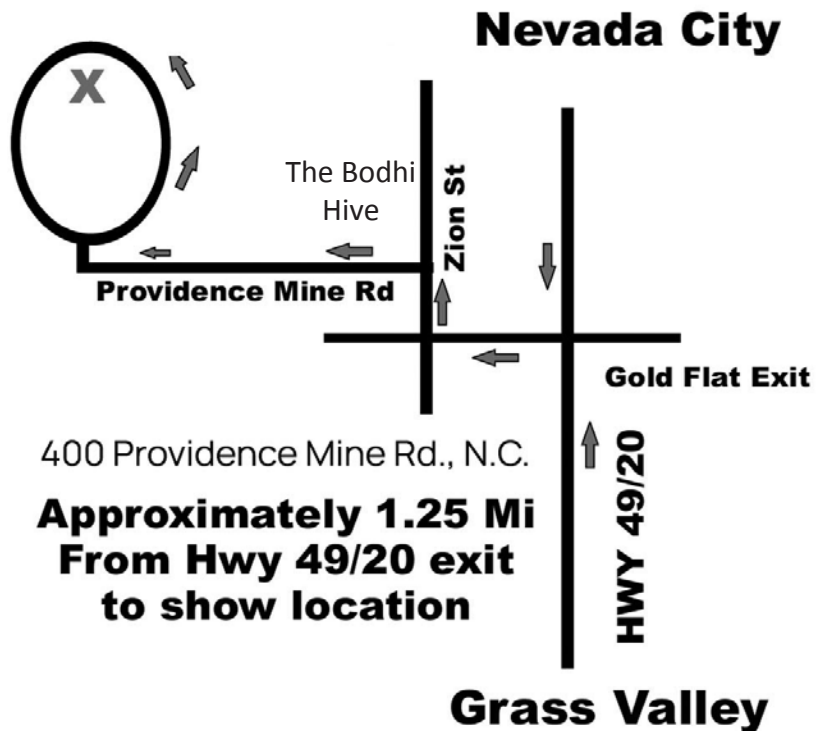 Nevada City
X
The Bodhi
Hive
Zion St
Providence Mine Rd
Gold Flat Exit
400 Providence Mine Rd., N.C.
Approximately 1.25 Mi
From Hwy 49/20 exit
to show location
HWY 49/20
Grass Valley